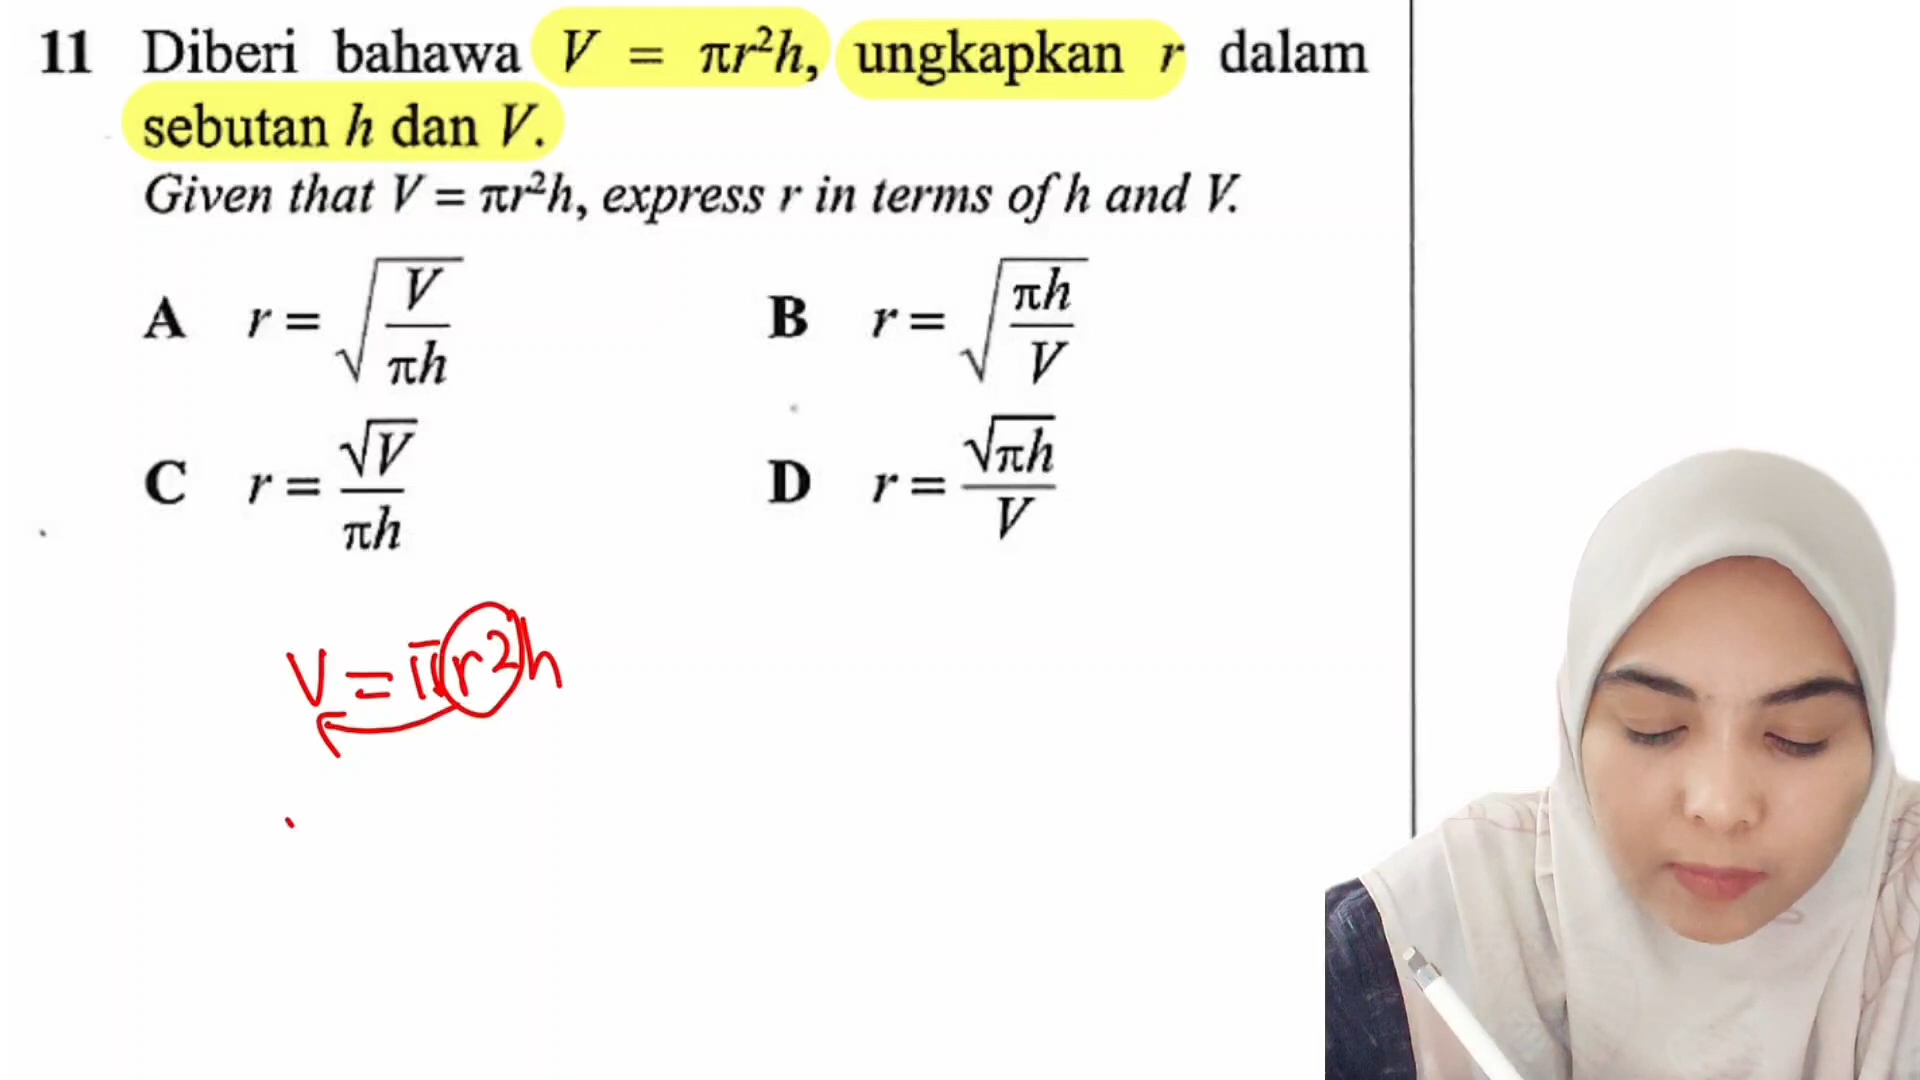 11 Diberi bahawa V = πr²h, ungkapkan r dalam
sebutan h dan V.
Given that V = πr²h, express r in terms of h and V.
A r = √(V/πh) B r = √(πh/V)
C r = √V/πh D r = √πh/V
V = πr²h